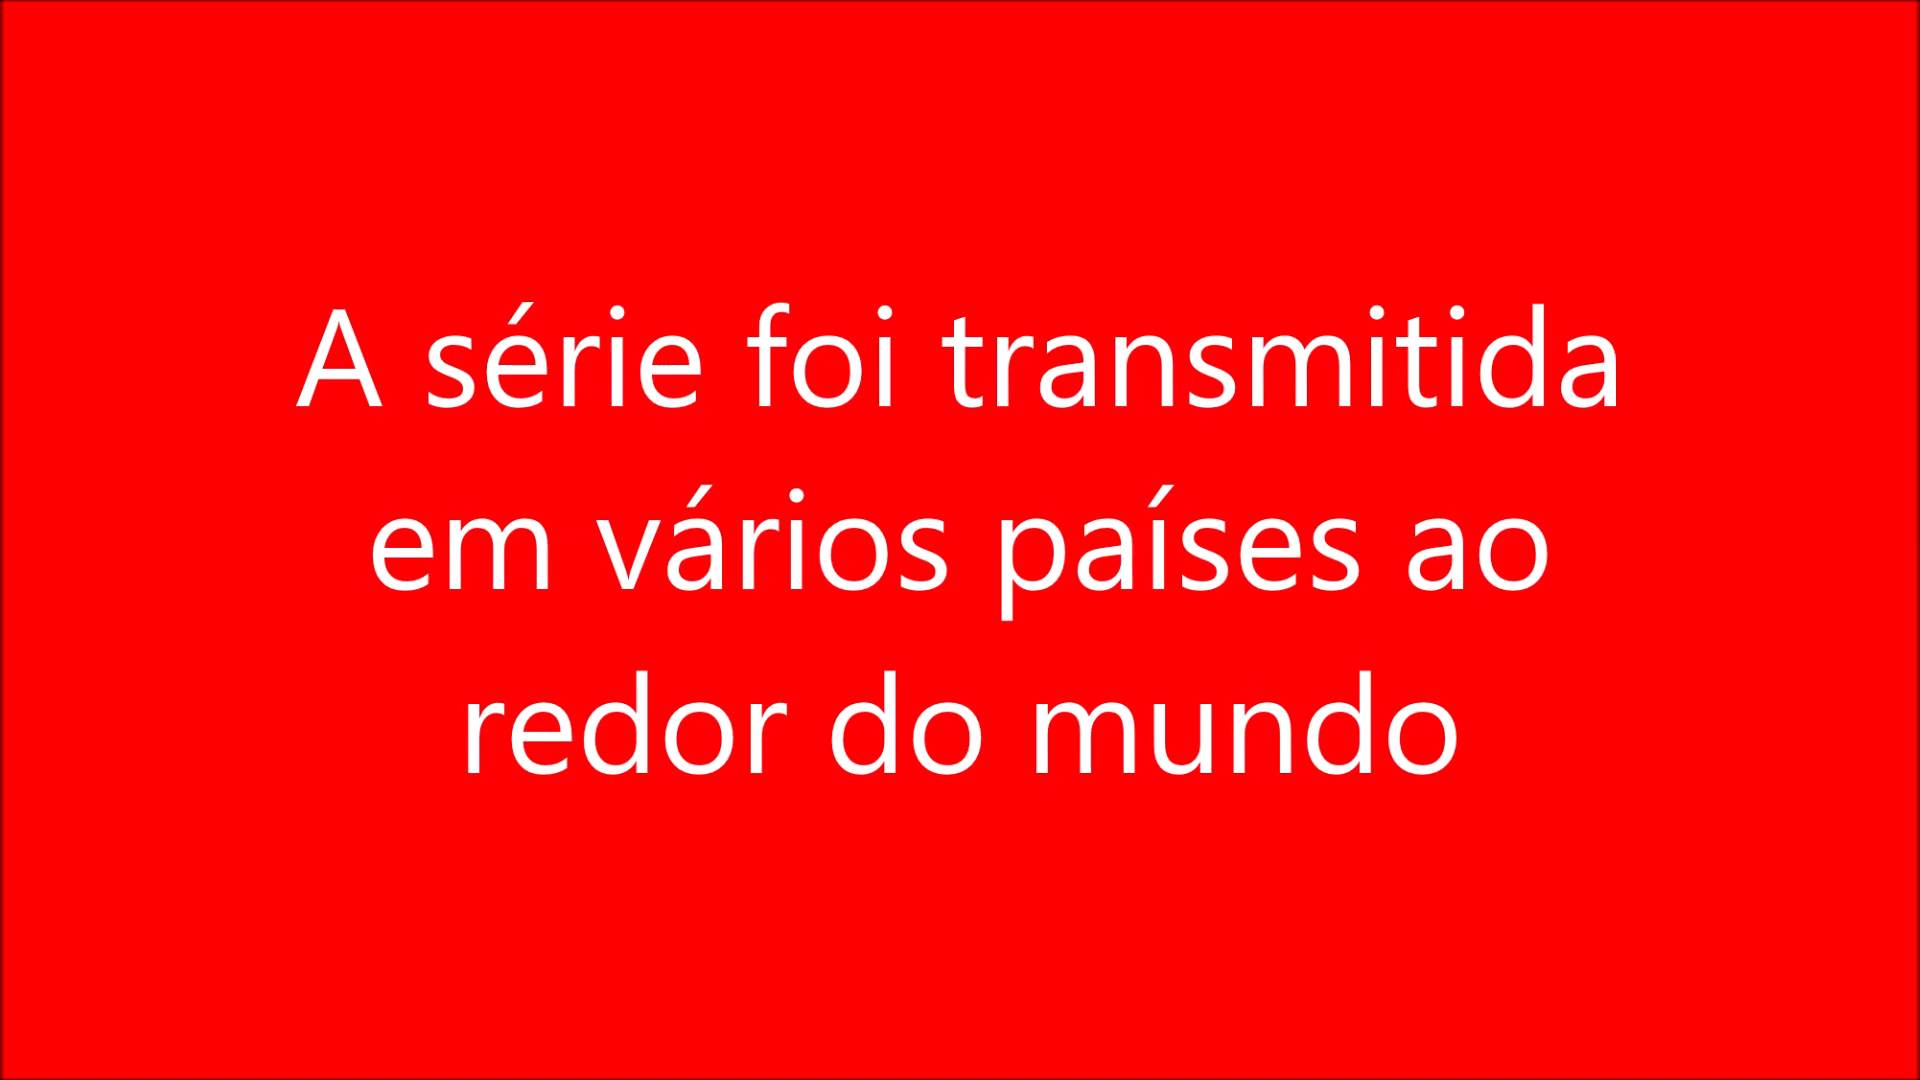 A série foi transmitida
em vários países ao
redor do mundo